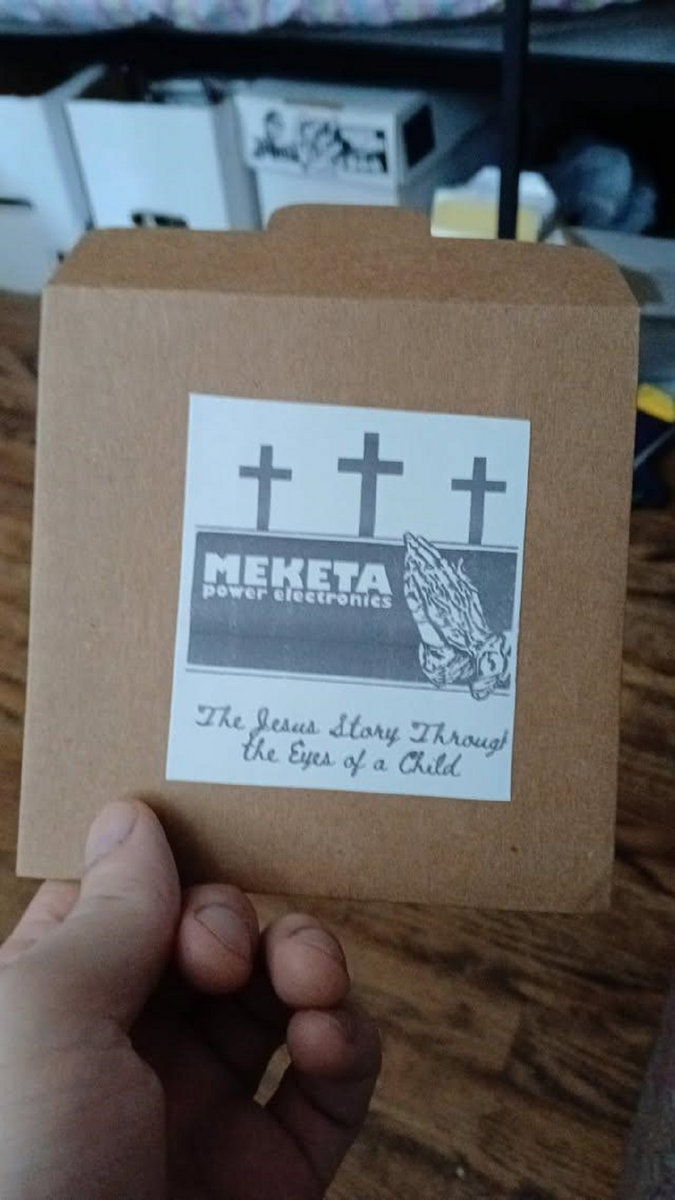 MEKETA
power electronics
The Jesus Story Through
the Eyes of a Child